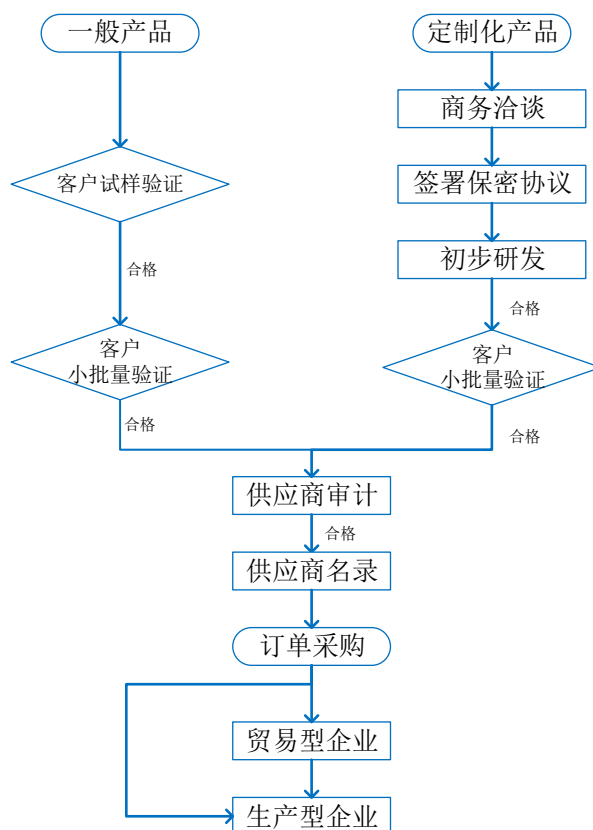 一般产品
定制化产品
商务洽谈
客户试样验证
签署保密协议
初步研发
合格
合格
客户
小批量验证
客户
小批量验证
合格
合格
供应商审计
合格
供应商名录
订单采购
贸易型企业
生产型企业